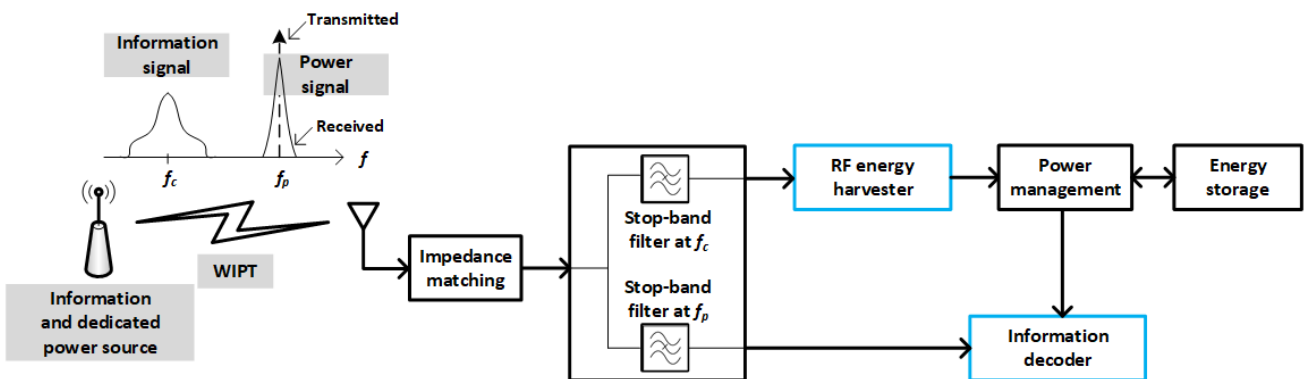 Transmitted
Information
signal
Power
signal
Received
f
fc
fp
WIPT
Information
and dedicated
power source
Impedance
matching
Stop-band
filter at fc
Stop-band
filter at fp
RF energy
harvester
Power
management
Energy
storage
Information
decoder